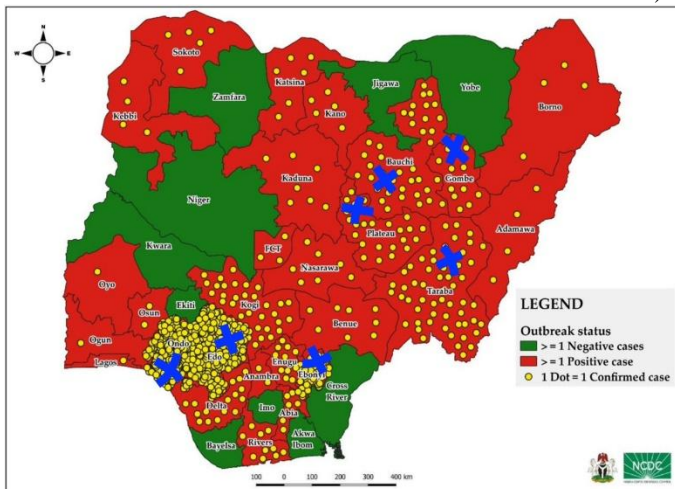 N
W E
S
Sokoto
Katsina
Jigawa
Yobe
Borno
Zamfara
Kano
Kebbi
Bauchi
Gombe
Kaduna
Niger
Adamawa
Plateau
Kwara
FCT
Nasarawa
Taraba
Oyo
Kogi
Ekiti
Osun
Benue
Ondo
Edo
Ogun
Enugu
Lagos
Anambra
Ebonyi
Cross
River
Delta
Imo
Abia
Akwa
Ibom
Bayelsa
Rivers
LEGEND
Outbreak status
> = 1 Negative cases
> = 1 Positive case
1 Dot = 1 Confirmed case
100 0 100 200 300 400 km
NCDC